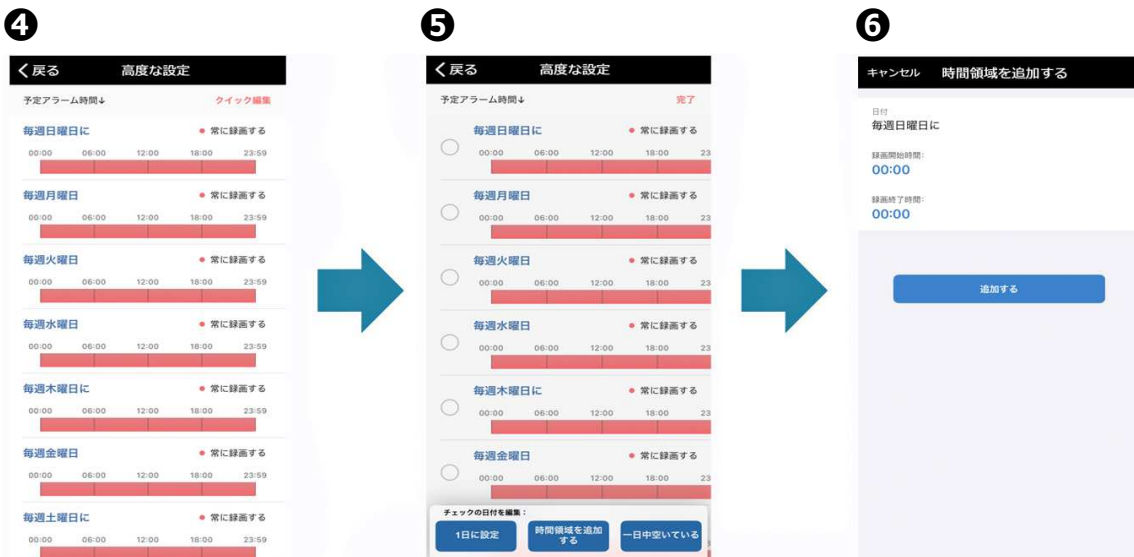 ❹
戻る 高度な設定
予定アラーム時間↓ クイック編集
毎週日曜日に 常に録画する
00:00 06:00 12:00 18:00 23:59
毎週月曜日 常に録画する
00:00 06:00 12:00 18:00 23:59
毎週火曜日 常に録画する
00:00 06:00 12:00 18:00 23:59
毎週水曜日 常に録画する
00:00 06:00 12:00 18:00 23:59
毎週木曜日に 常に録画する
00:00 06:00 12:00 18:00 23:59
毎週金曜日 常に録画する
00:00 06:00 12:00 18:00 23:59
毎週土曜日に 常に録画する
00:00 06:00 12:00 18:00 23:59
❺
戻る 高度な設定
予定アラーム時間↓ 完了
毎週日曜日に 常に録画する
00:00 06:00 12:00 18:00 23
毎週月曜日 常に録画する
00:00 06:00 12:00 18:00 23
毎週火曜日 常に録画する
00:00 06:00 12:00 18:00 23
毎週水曜日 常に録画する
00:00 06:00 12:00 18:00 23
毎週木曜日に 常に録画する
00:00 06:00 12:00 18:00 23
毎週金曜日 常に録画する
00:00 06:00 12:00 18:00 23
チェックの日付を編集：
1日に設定 時間領域を追加 一日中空いている
する
❻
キャンセル 時間領域を追加する
日付
毎週日曜日に
録画開始時間:
00:00
録画終了時間:
00:00
追加する